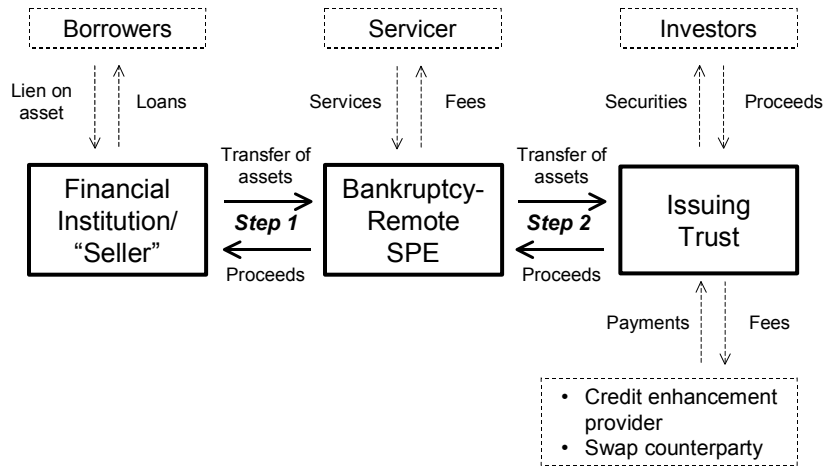 Borrowers
Servicer
Investors
Lien on
asset
Loans
Services
Fees
Securities
Proceeds
Financial
Institution/
“Seller”
Transfer of
assets
Step 1
Proceeds
Bankruptcy-
Remote
SPE
Transfer of
assets
Step 2
Proceeds
Issuing
Trust
Payments
Fees
• Credit enhancement
provider
• Swap counterparty